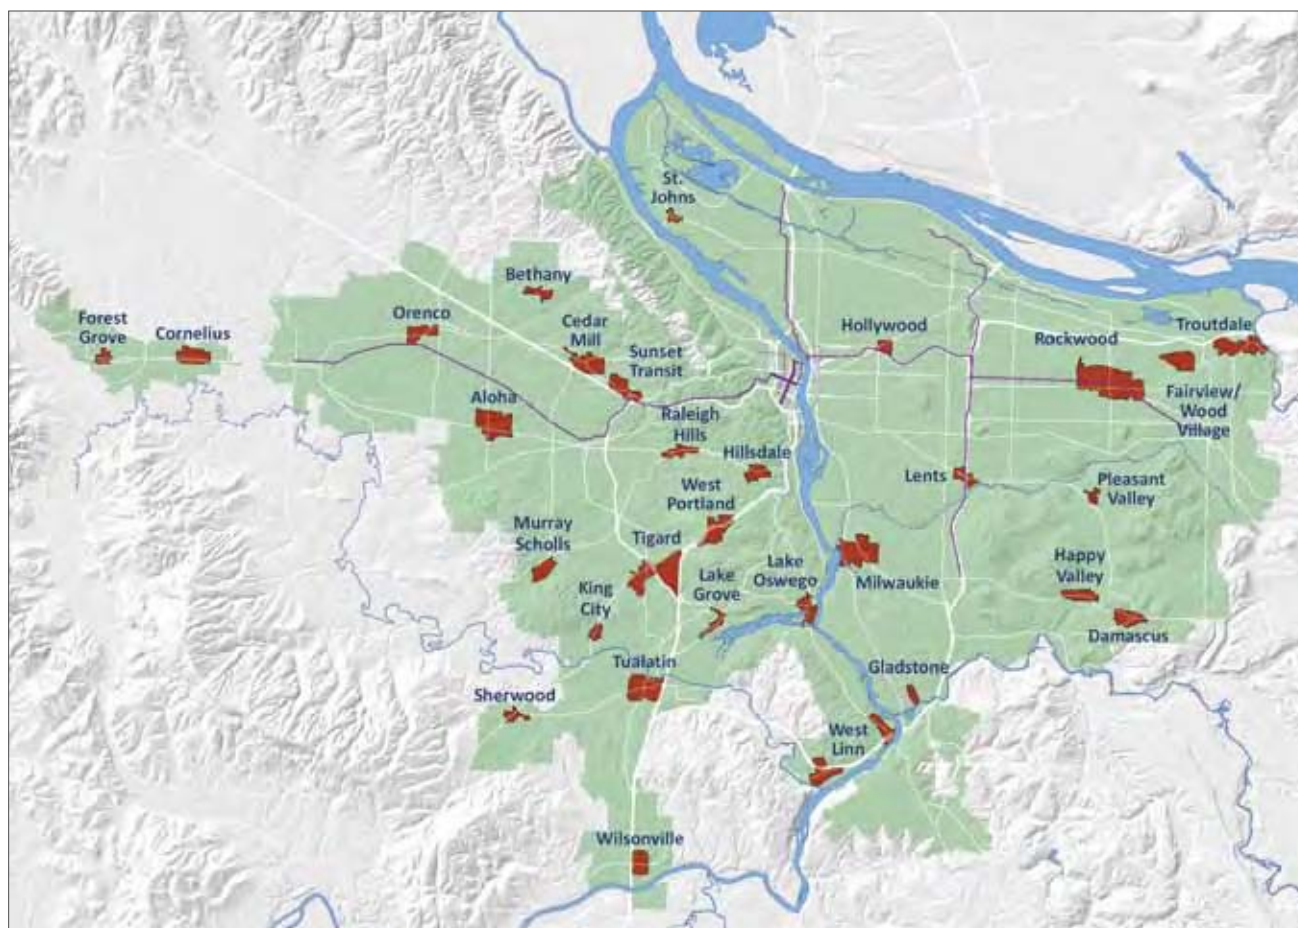 St.
Johns
Bethany
Forest
Grove
Cornelius
Orenco
Cedar
Mill
Sunset
Transit
Hollywood
Rockwood
Troutdale
Fairview/
Wood
Village
Aloha
Raleigh
Hills
Hillsdale
West
Portland
Lents
Pleasant
Valley
Murray
Scholls
Tigard
King
City
Lake
Grove
Lake
Oswego
Milwaukie
Happy
Valley
Damascus
Tualatin
Gladstone
Sherwood
West
Linn
Wilsonville